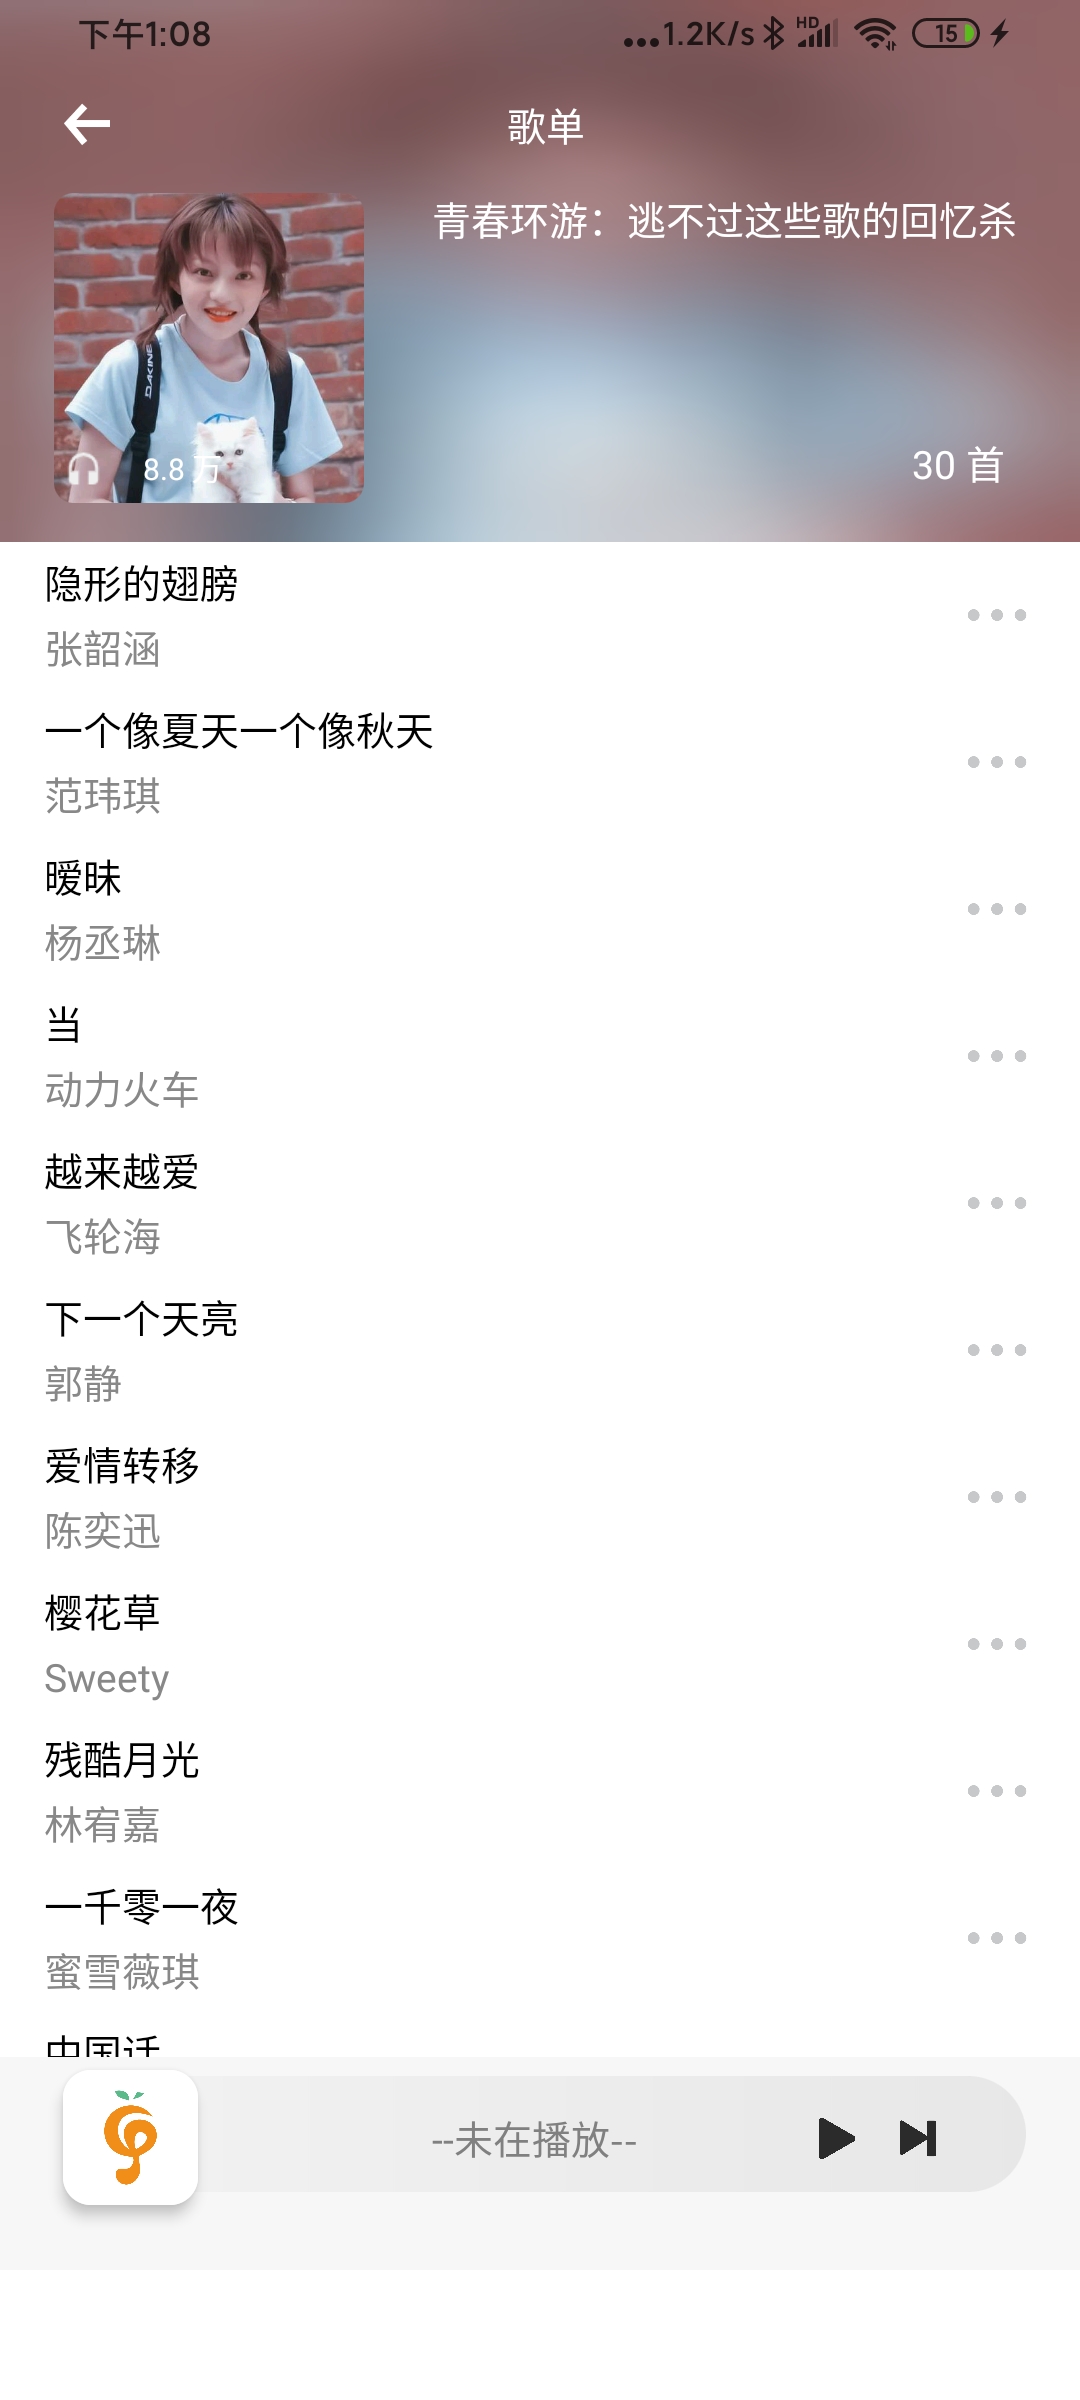 下午1:08
...1.2K/s HD 15
歌单
青春环游：逃不过这些歌的回忆杀
DAKINE
8.8 万
30 首
隐形的翅膀
张韶涵
一个像夏天一个像秋天
范玮琪
暧昧
杨丞琳
当
动力火车
越来越爱
飞轮海
下一个天亮
郭静
爱情转移
陈奕迅
樱花草
Sweety
残酷月光
林宥嘉
一千零一夜
蜜雪薇琪
中国话
--未在播放--